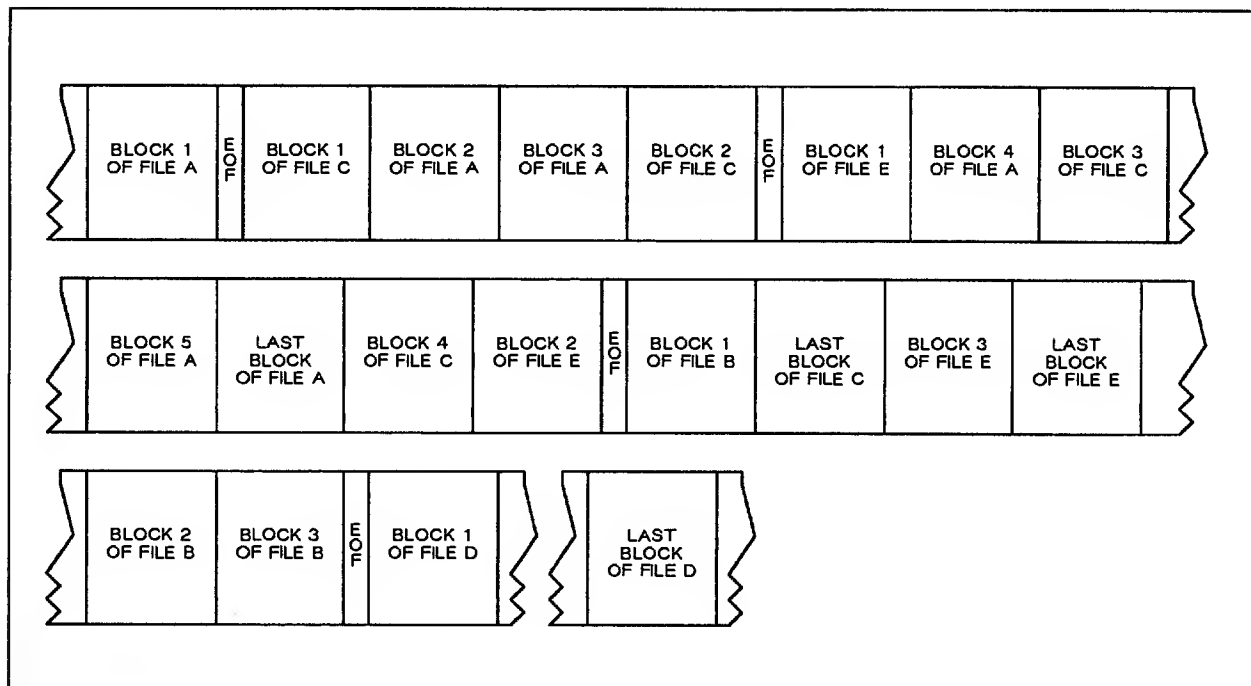 BLOCK 1
OF FILE A
EOF
BLOCK 1
OF FILE C
BLOCK 2
OF FILE A
BLOCK 3
OF FILE A
BLOCK 2
OF FILE C
EOF
BLOCK 1
OF FILE E
BLOCK 4
OF FILE A
BLOCK 3
OF FILE C
BLOCK 5
OF FILE A
LAST
BLOCK
OF FILE A
BLOCK 4
OF FILE C
BLOCK 2
OF FILE E
EOF
BLOCK 1
OF FILE B
LAST
BLOCK
OF FILE C
BLOCK 3
OF FILE E
LAST
BLOCK
OF FILE E
BLOCK 2
OF FILE B
BLOCK 3
OF FILE B
EOF
BLOCK 1
OF FILE D
LAST
BLOCK
OF FILE D